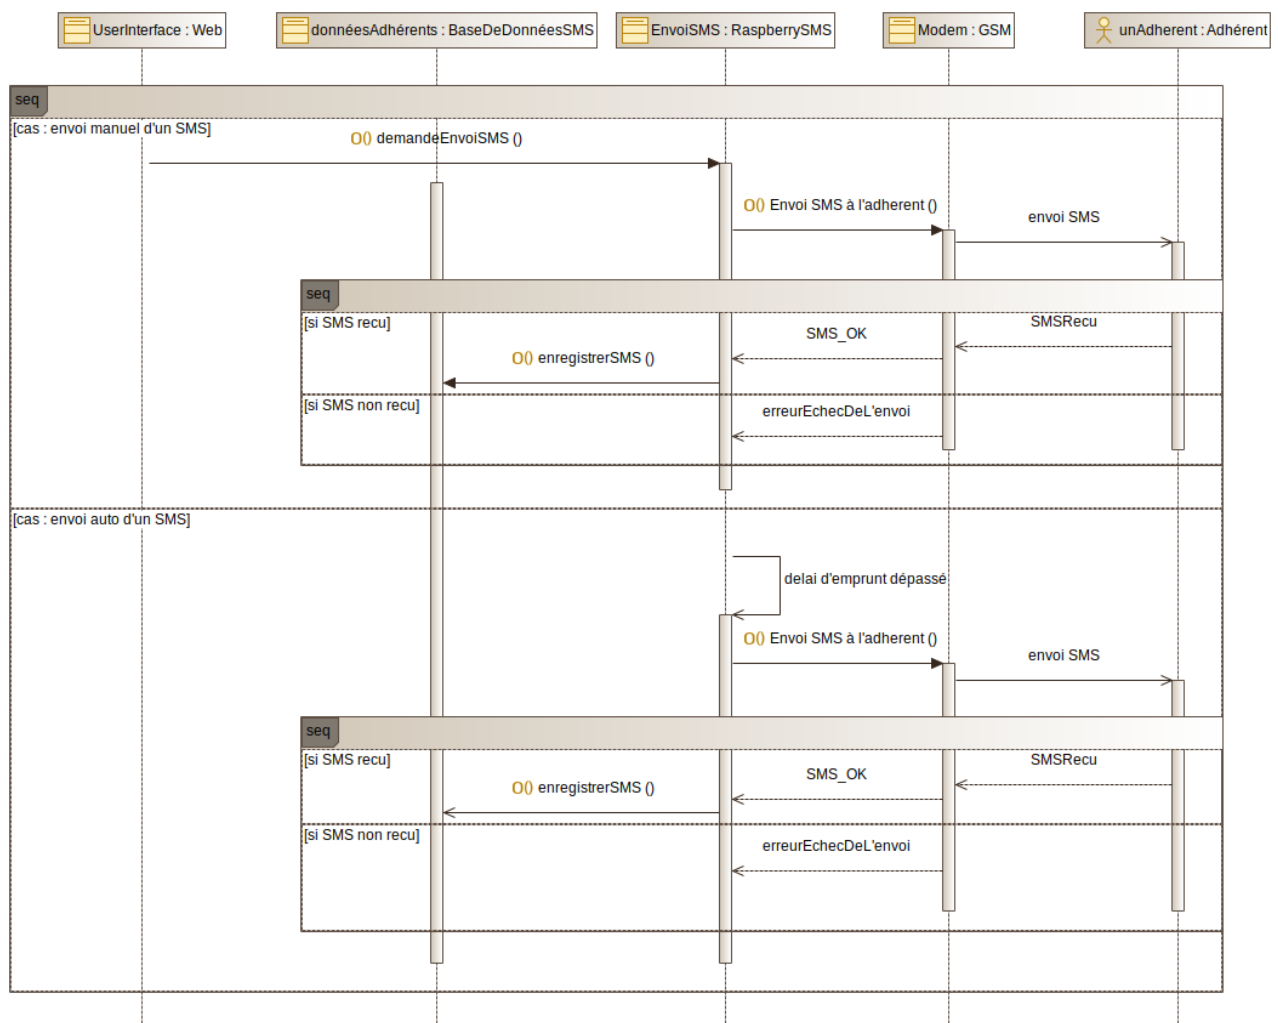 UserInterface : Web
donnéesAdhérents : BaseDeDonnéesSMS
EnvoiSMS : RaspberrySMS
Modem : GSM
unAdherent : Adhérent
seq
[cas : envoi manuel d'un SMS]
O() demandeEnvoiSMS ()
O() Envoi SMS à l'adherent ()
envoi SMS
seq
[si SMS recu]
SMSRecu
SMS_OK
O() enregistrerSMS ()
[si SMS non recu]
erreurEchecDeL'envoi
[cas : envoi auto d'un SMS]
delai d'emprunt dépassé
O() Envoi SMS à l'adherent ()
envoi SMS
seq
[si SMS recu]
SMSRecu
SMS_OK
O() enregistrerSMS ()
[si SMS non recu]
erreurEchecDeL'envoi